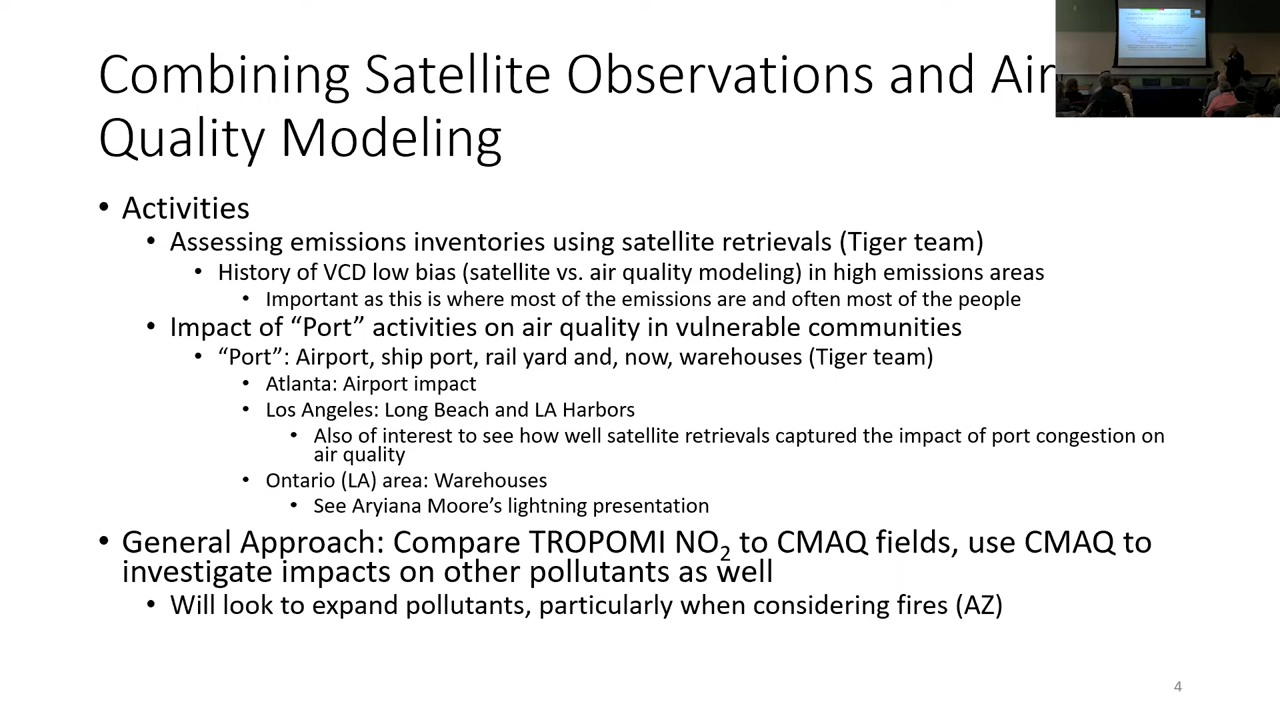 Combining Satellite Observations and Air
Quality Modeling
• Activities
• Assessing emissions inventories using satellite retrievals (Tiger team)
• History of VCD low bias (satellite vs. air quality modeling) in high emissions areas
• Important as this is where most of the emissions are and often most of the people
• Impact of “Port” activities on air quality in vulnerable communities
• “Port”: Airport, ship port, rail yard and, now, warehouses (Tiger team)
• Atlanta: Airport impact
• Los Angeles: Long Beach and LA Harbors
• Also of interest to see how well satellite retrievals captured the impact of port congestion on
air quality
• Ontario (LA) area: Warehouses
• See Aryiana Moore’s lightning presentation
• General Approach: Compare TROPOMI NO₂ to CMAQ fields, use CMAQ to
investigate impacts on other pollutants as well
• Will look to expand pollutants, particularly when considering fires (AZ)
4